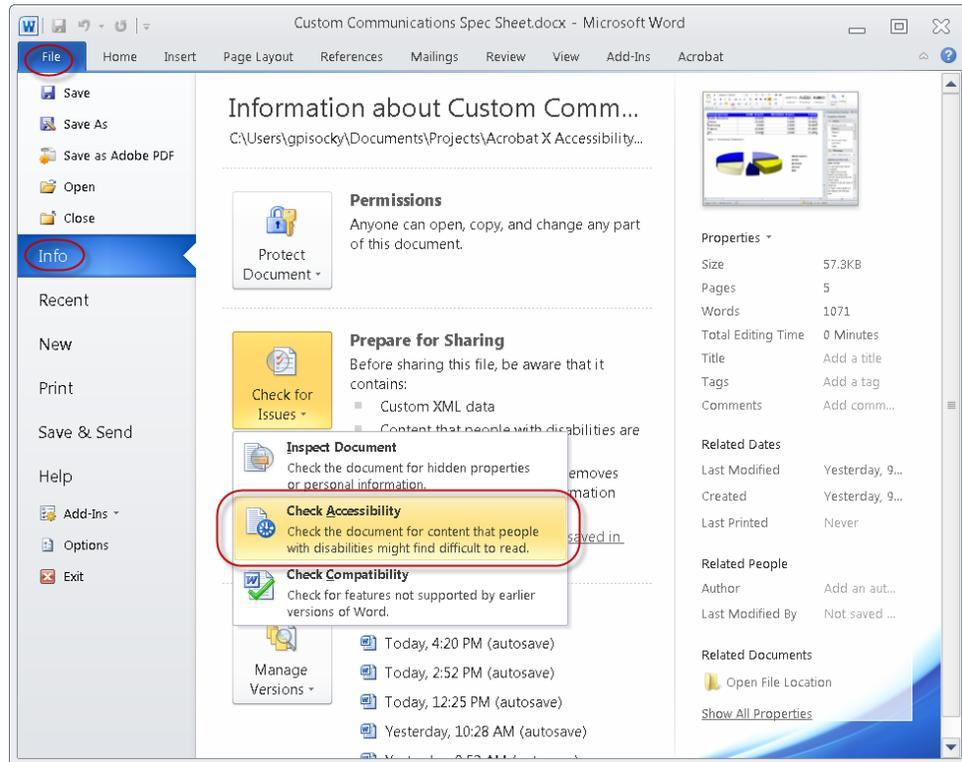 Custom Communications Spec Sheet.docx - Microsoft Word
File Home Insert Page Layout References Mailings Review View Add-Ins Acrobat
Save
Save As
Save as Adobe PDF
Open
Close
Info
Recent
New
Print
Save & Send
Help
Add-Ins
Options
Exit
Information about Custom Comm...
C:\Users\gpisocky\Documents\Projects\Acrobat X Accessibility...
Protect
Document
Permissions
Anyone can open, copy, and change any part
of this document.
Check for
Issues
Prepare for Sharing
Before sharing this file, be aware that it
contains:
Custom XML data
Content that people with disabilities are
emoves
mation
saved in
Inspect Document
Check the document for hidden properties
or personal information.
Check Accessibility
Check the document for content that people
with disabilities might find difficult to read.
Check Compatibility
Check for features not supported by earlier
versions of Word.
Manage
Versions
Today, 4:20 PM (autosave)
Today, 2:52 PM (autosave)
Today, 12:25 PM (autosave)
Yesterday, 10:28 AM (autosave)
Properties
Size 57.3KB
Pages 5
Words 1071
Total Editing Time 0 Minutes
Title Add a title
Tags Add a tag
Comments Add comm...
Related Dates
Last Modified Yesterday, 9...
Created Yesterday, 9...
Last Printed Never
Related People
Author Add an aut...
Last Modified By Not saved ...
Related Documents
Open File Location
Show All Properties